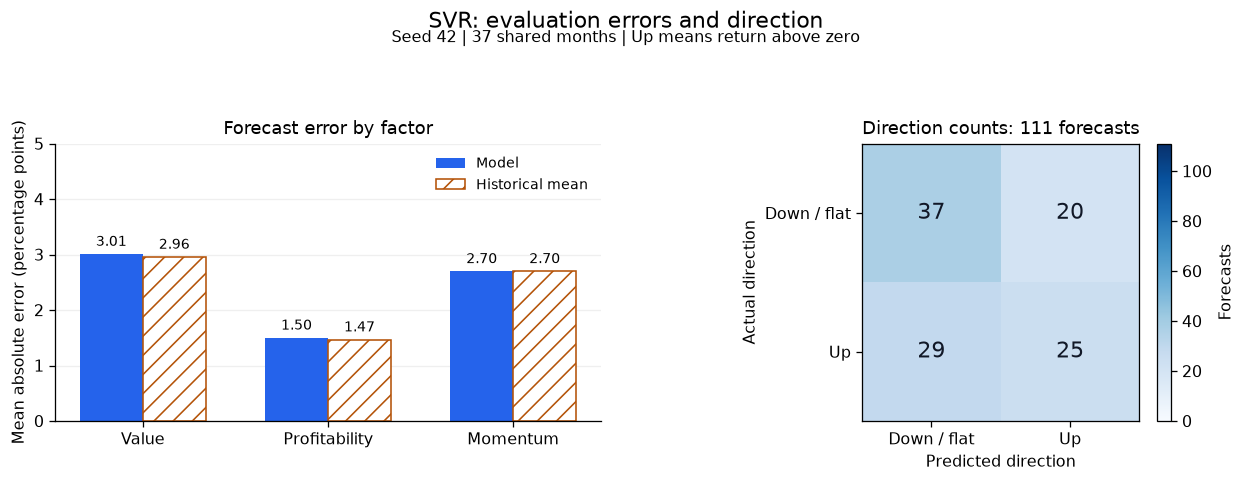 SVR: evaluation errors and direction
Seed 42 | 37 shared months | Up means return above zero
Forecast error by factor
Mean absolute error (percentage points)
5
4
3
2
1
0
Model
Historical mean
3.01
2.96
1.50
1.47
2.70
2.70
Value
Profitability
Momentum
Direction counts: 111 forecasts
Actual direction
Down / flat
Up
37
20
29
25
Down / flat
Up
Predicted direction
100
80
60
40
20
0
Forecasts